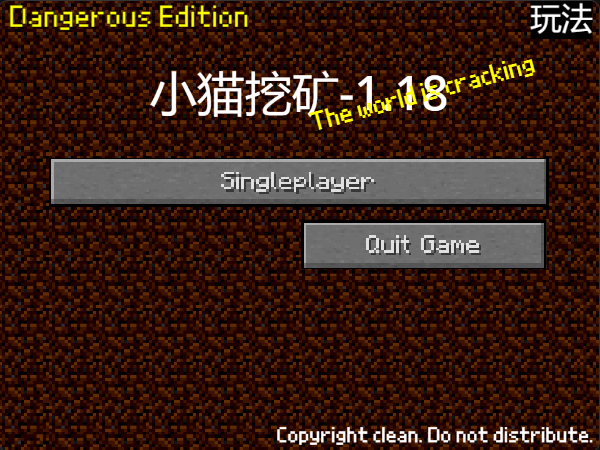 Dangerous Edition
玩法
小猫挖矿-1.18
The world is cracking
Singleplayer
Quit Game
Copyright clean. Do not distribute.